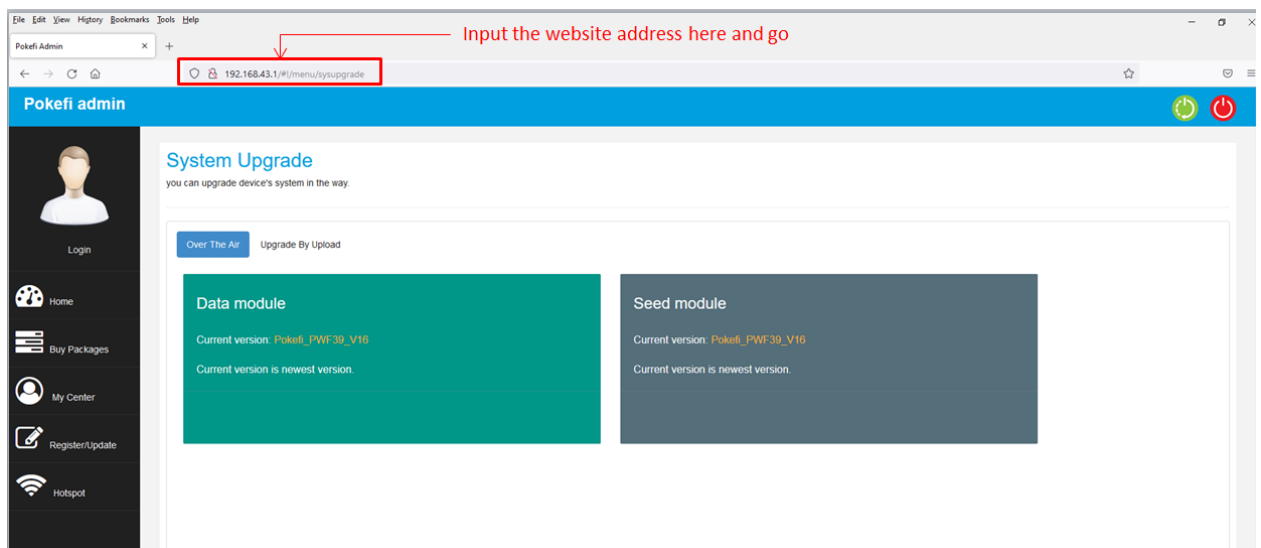 File Edit View History Bookmarks Tools Help
Input the website address here and go
Pokefi Admin
192.168.43.1/#!/menu/sysupgrade
Pokefi admin
Login
Home
Buy Packages
My Center
Register/Update
Hotspot
System Upgrade
you can upgrade device's system in the way.
Over The Air Upgrade By Upload
Data module
Current version: Pokefi_PWF39_V16
Current version is newest version.
Seed module
Current version: Pokefi_PWF39_V16
Current version is newest version.